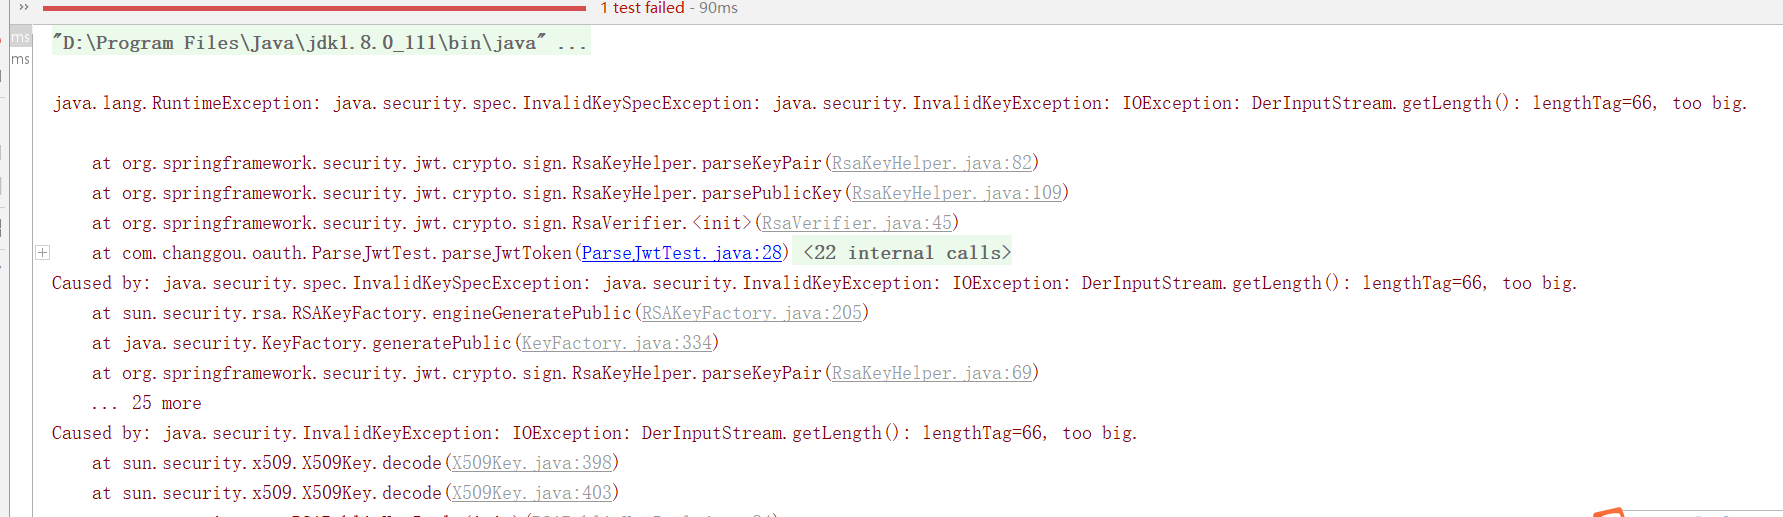 1 test failed - 90ms
ms
"D:\Program Files\Java\jdk1.8.0_111\bin\java" ...
ms
java.lang.RuntimeException: java.security.spec.InvalidKeySpecException: java.security.InvalidKeyException: IOException: DerInputStream.getLength(): lengthTag=66, too big.
at org.springframework.security.jwt.crypto.sign.RsaKeyHelper.parseKeyPair(RsaKeyHelper.java:82)
at org.springframework.security.jwt.crypto.sign.RsaKeyHelper.parsePublicKey(RsaKeyHelper.java:109)
at org.springframework.security.jwt.crypto.sign.RsaVerifier.<init>(RsaVerifier.java:45)
at com.changgou.oauth.ParseJwtTest.parseJwtToken(ParseJwtTest.java:28) <22 internal calls>
Caused by: java.security.spec.InvalidKeySpecException: java.security.InvalidKeyException: IOException: DerInputStream.getLength(): lengthTag=66, too big.
at sun.security.rsa.RSAKeyFactory.engineGeneratePublic(RSAKeyFactory.java:205)
at java.security.KeyFactory.generatePublic(KeyFactory.java:334)
at org.springframework.security.jwt.crypto.sign.RsaKeyHelper.parseKeyPair(RsaKeyHelper.java:69)
... 25 more
Caused by: java.security.InvalidKeyException: IOException: DerInputStream.getLength(): lengthTag=66, too big.
at sun.security.x509.X509Key.decode(X509Key.java:398)
at sun.security.x509.X509Key.decode(X509Key.java:403)